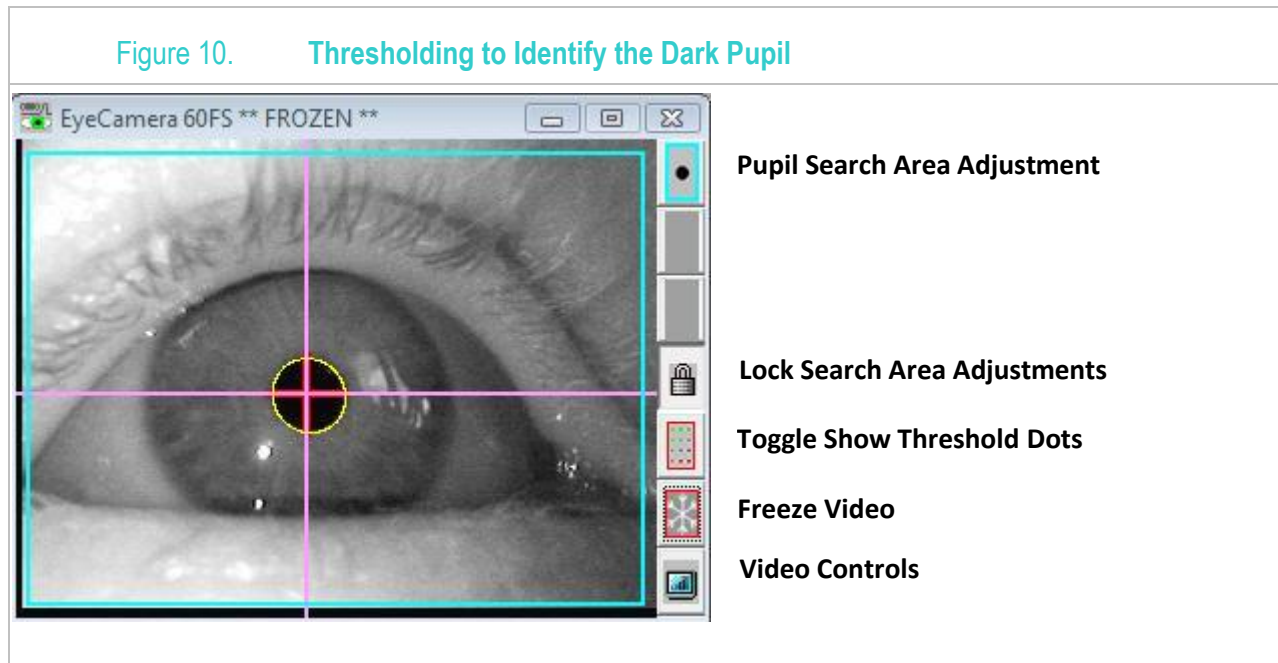 Figure 10. Thresholding to Identify the Dark Pupil
EyeCamera 60FS ** FROZEN **
Pupil Search Area Adjustment
Lock Search Area Adjustments
Toggle Show Threshold Dots
Freeze Video
Video Controls